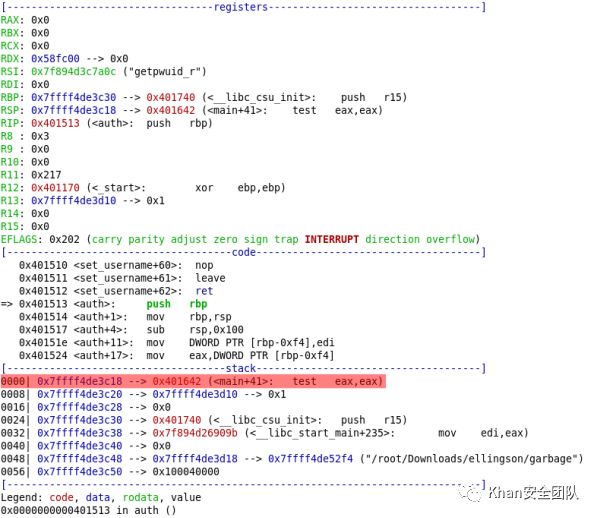 [----------------------------------registers-----------------------------------]
RAX: 0x0
RBX: 0x0
RCX: 0x0
RDX: 0x58fc00 --> 0x0
RSI: 0x7f894d3c7a0c ("getpwuid_r")
RDI: 0x0
RBP: 0x7ffff4de3c30 --> 0x401740 (<__libc_csu_init>: push r15)
RSP: 0x7ffff4de3c18 --> 0x401642 (<main+41>: test eax,eax)
RIP: 0x401513 (<auth>: push rbp)
R8 : 0x3
R9 : 0x0
R10: 0x0
R11: 0x217
R12: 0x401170 (<_start>: xor ebp,ebp)
R13: 0x7ffff4de3d10 --> 0x1
R14: 0x0
R15: 0x0
EFLAGS: 0x202 (carry parity adjust zero sign trap INTERRUPT direction overflow)
[-------------------------------------code-------------------------------------]
0x401510 <set_username+60>: nop
0x401511 <set_username+61>: leave
0x401512 <set_username+62>: ret
=> 0x401513 <auth>: push rbp
0x401514 <auth+1>: mov rbp,rsp
0x401517 <auth+4>: sub rsp,0x100
0x40151e <auth+11>: mov DWORD PTR [rbp-0xf4],edi
0x401524 <auth+17>: mov eax,DWORD PTR [rbp-0xf4]
[------------------------------------stack-------------------------------------]
0000| 0x7ffff4de3c18 --> 0x401642 (<main+41>: test eax,eax)
0008| 0x7ffff4de3c20 --> 0x7ffff4de3d10 --> 0x1
0016| 0x7ffff4de3c28 --> 0x0
0024| 0x7ffff4de3c30 --> 0x401740 (<__libc_csu_init>: push r15)
0032| 0x7ffff4de3c38 --> 0x7f894d26909b (<__libc_start_main+235>: mov edi,eax)
0040| 0x7ffff4de3c40 --> 0x0
0048| 0x7ffff4de3c48 --> 0x7ffff4de3d18 --> 0x7ffff4de52f4 ("/root/Downloads/ellingson/garbage")
0056| 0x7ffff4de3c50 --> 0x100040000
[------------------------------------------------------------------------------]
Legend: code, data, rodata, value
0x0000000000401513 in auth ()
Khan安全团队